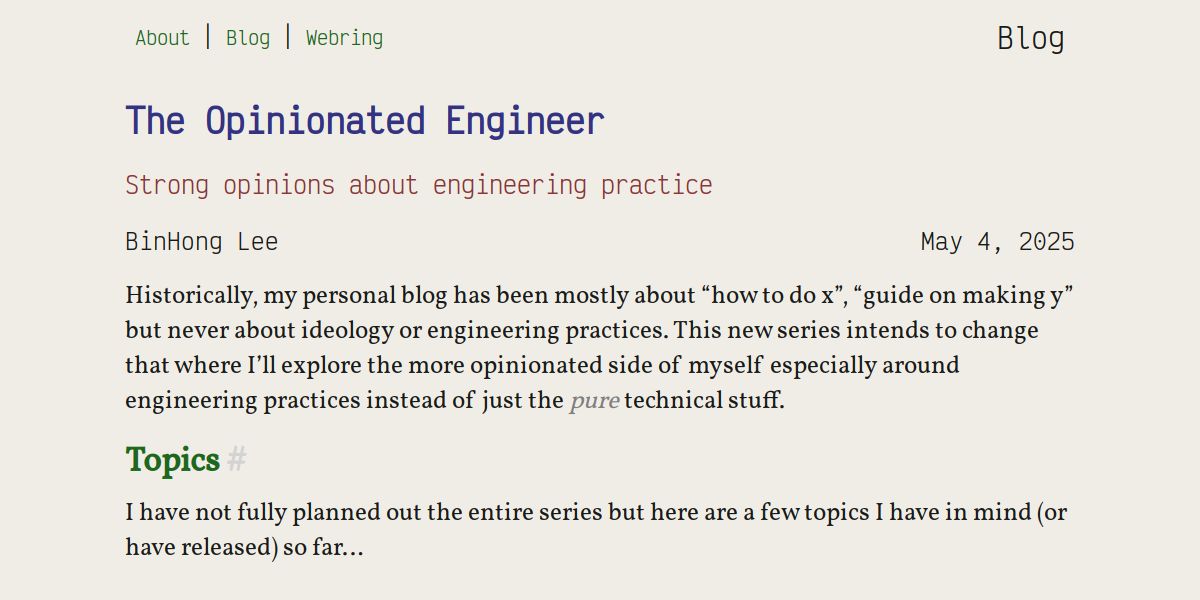 About | Blog | Webring Blog
The Opinionated Engineer
Strong opinions about engineering practice
BinHong Lee May 4, 2025
Historically, my personal blog has been mostly about “how to do x”, “guide on making y”
but never about ideology or engineering practices. This new series intends to change
that where I’ll explore the more opinionated side of myself especially around
engineering practices instead of just the pure technical stuff.
Topics #
I have not fully planned out the entire series but here are a few topics I have in mind (or
have released) so far…